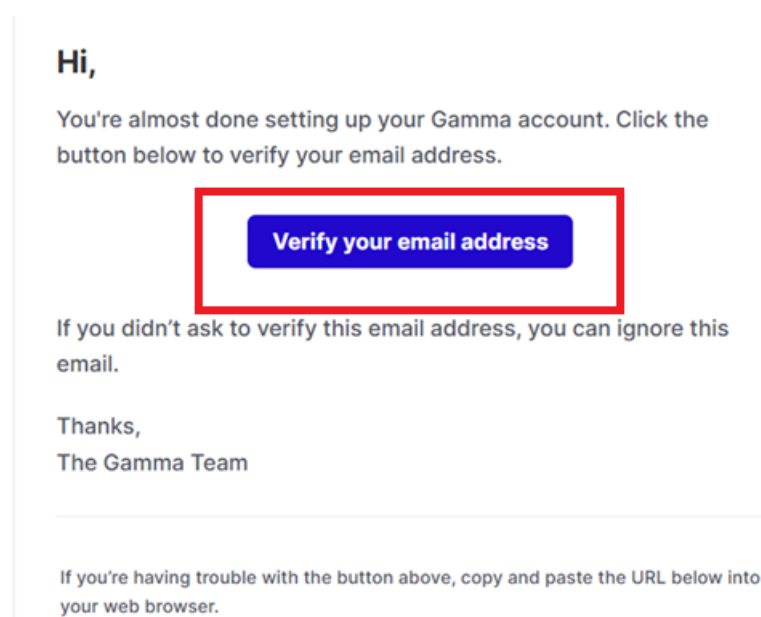 Hi,
You're almost done setting up your Gamma account. Click the
button below to verify your email address.
Verify your email address
If you didn’t ask to verify this email address, you can ignore this
email.
Thanks,
The Gamma Team
If you’re having trouble with the button above, copy and paste the URL below into
your web browser.